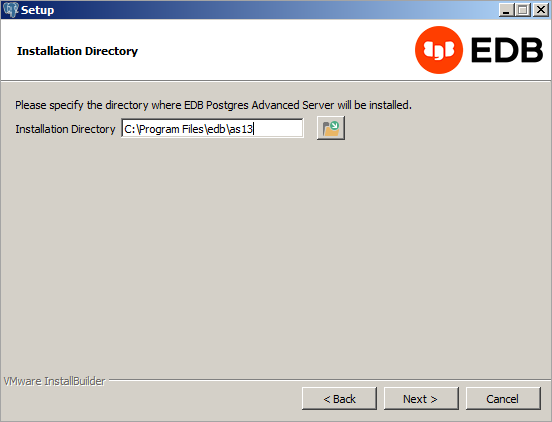 Setup
Installation Directory
EDB
Please specify the directory where EDB Postgres Advanced Server will be installed.
Installation Directory C:\Program Files\edb\as13
VMware InstallBuilder
< Back Next > Cancel